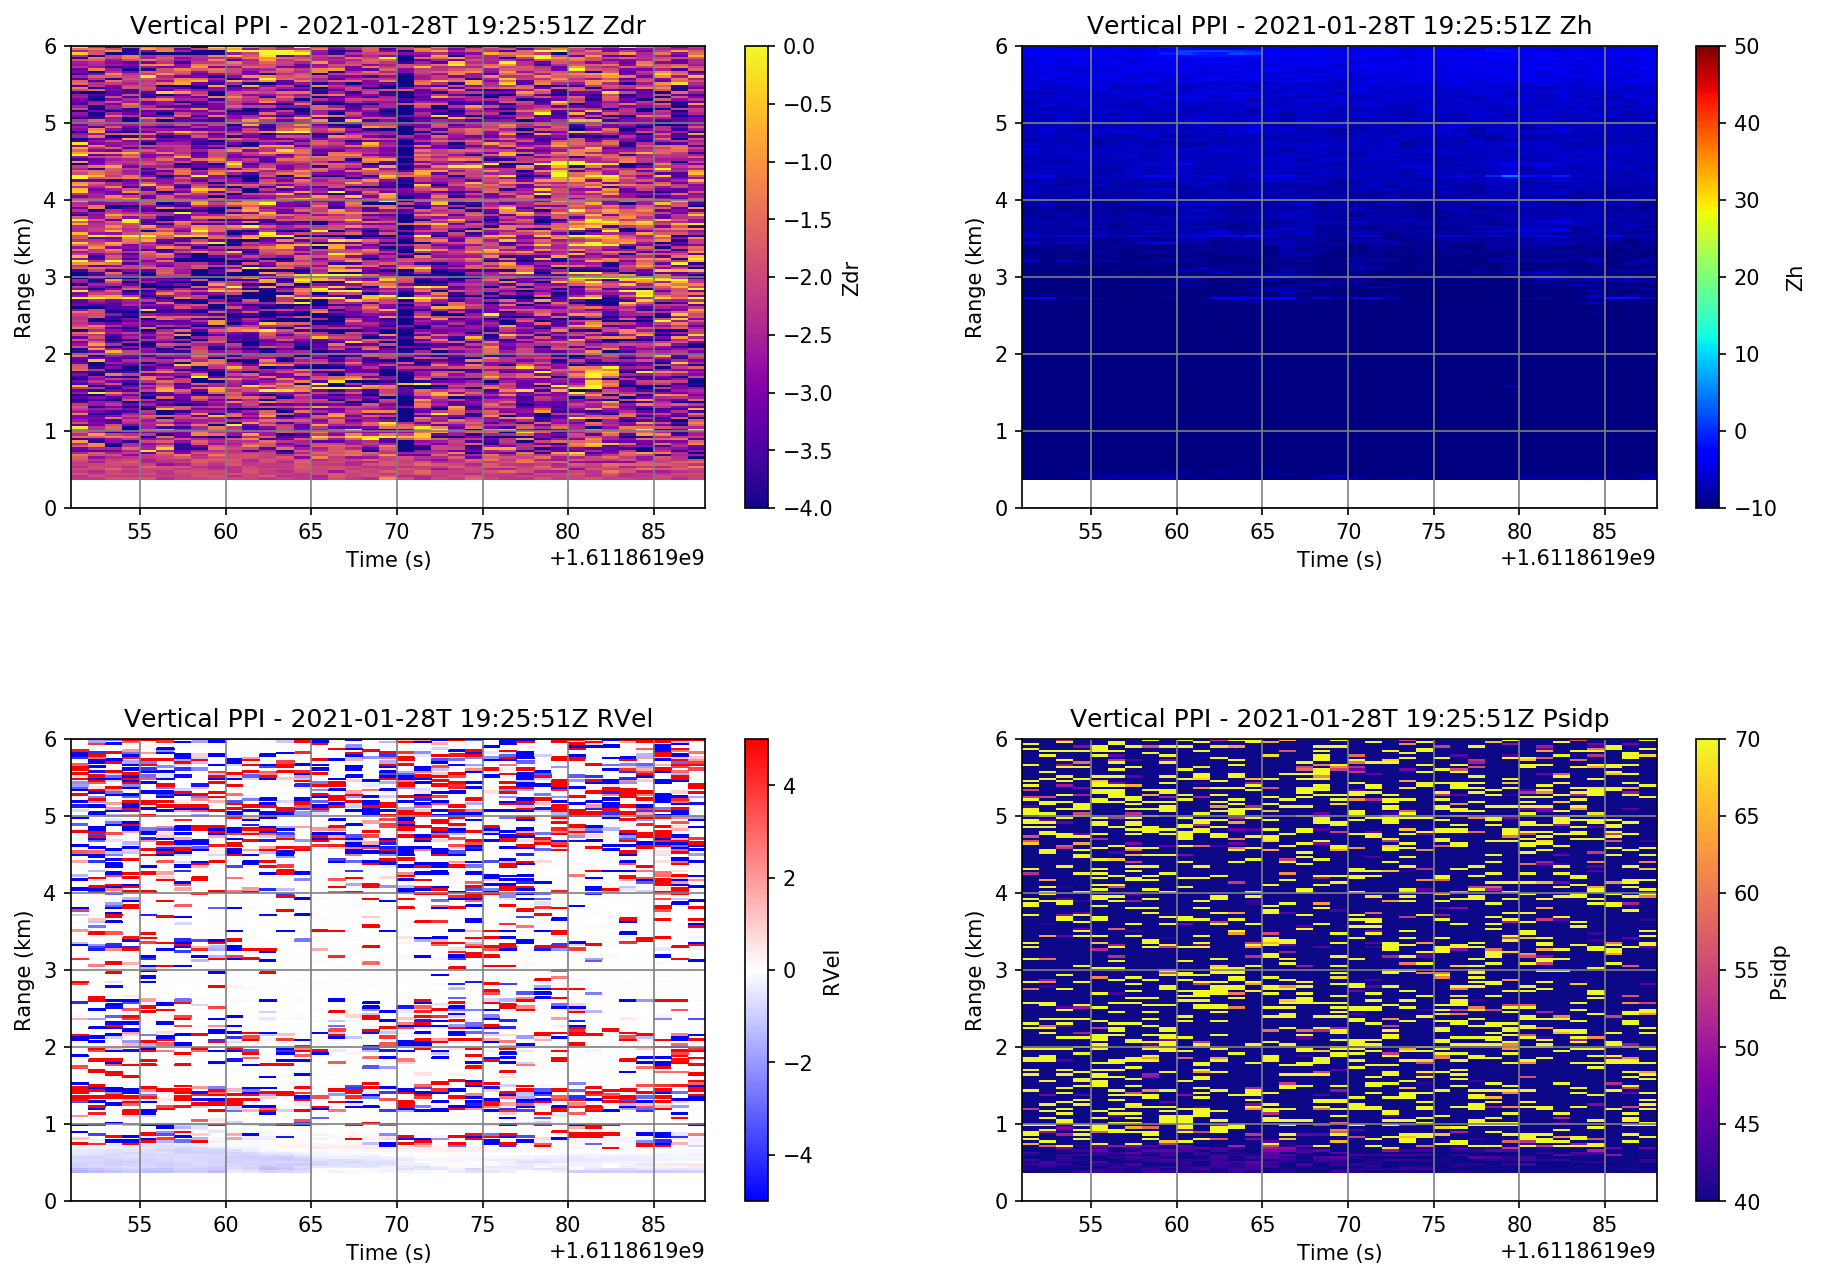 Vertical PPI - 2021-01-28T 19:25:51Z Zdr
6
5
4
3
2
1
0
Range (km)
55 60 65 70 75 80 85
Time (s)
+1.6118619e9
0.0
−0.5
−1.0
−1.5
−2.0
−2.5
−3.0
−3.5
−4.0
Zdr
Vertical PPI - 2021-01-28T 19:25:51Z Zh
6
5
4
3
2
1
0
Range (km)
55 60 65 70 75 80 85
Time (s)
+1.6118619e9
50
40
30
20
10
0
−10
Zh
Vertical PPI - 2021-01-28T 19:25:51Z RVel
6
5
4
3
2
1
0
Range (km)
55 60 65 70 75 80 85
Time (s)
+1.6118619e9
4
2
0
−2
−4
RVel
Vertical PPI - 2021-01-28T 19:25:51Z Psidp
6
5
4
3
2
1
0
Range (km)
55 60 65 70 75 80 85
Time (s)
+1.6118619e9
70
65
60
55
50
45
40
Psidp